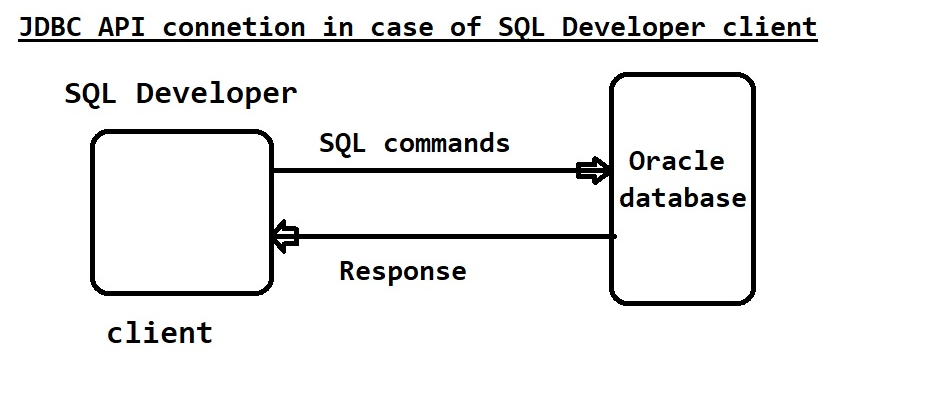 JDBC API connetion in case of SQL Developer client
SQL Developer
SQL commands
Oracle
database
Response
client